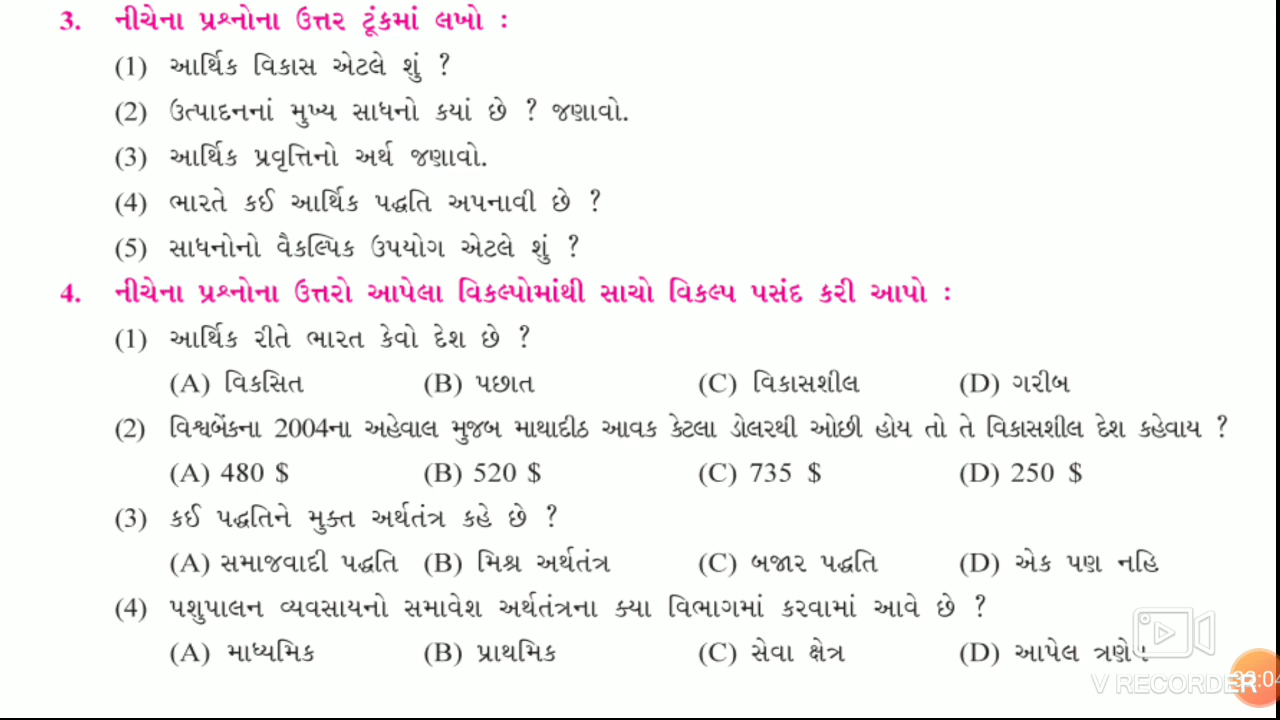 3. નીચેના પ્રશ્નોના ઉત્તર ટૂંકમાં લખો :
(1) આર્થિક વિકાસ એટલે શું ?
(2) ઉત્પાદનનાં મુખ્ય સાધનો કયાં છે ? જણાવો.
(3) આર્થિક પ્રવૃત્તિનો અર્થ જણાવો.
(4) ભારતે કઈ આર્થિક પદ્ધતિ અપનાવી છે ?
(5) સાધનોનો વૈકલ્પિક ઉપયોગ એટલે શું ?
4. નીચેના પ્રશ્નોના ઉત્તરો આપેલા વિકલ્પોમાંથી સાચો વિકલ્પ પસંદ કરી આપો :
(1) આર્થિક રીતે ભારત કેવો દેશ છે ?
(A) વિકસિત (B) પછાત (C) વિકાસશીલ (D) ગરીબ
(2) વિશ્વબેંકના 2004ના અહેવાલ મુજબ માથાદીઠ આવક કેટલા ડોલરથી ઓછી હોય તો તે વિકાસશીલ દેશ કહેવાય ?
(A) 480 $ (B) 520 $ (C) 735 $ (D) 250 $
(3) કઈ પદ્ધતિને મુક્ત અર્થતંત્ર કહે છે ?
(A) સમાજવાદી પદ્ધતિ (B) મિશ્ર અર્થતંત્ર (C) બજાર પદ્ધતિ (D) એક પણ નહિ
(4) પશુપાલન વ્યવસાયનો સમાવેશ અર્થતંત્રના ક્યા વિભાગમાં કરવામાં આવે છે ?
(A) માધ્યમિક (B) પ્રાથમિક (C) સેવા ક્ષેત્ર (D) આપેલ ત્રણેય
V RECORDER